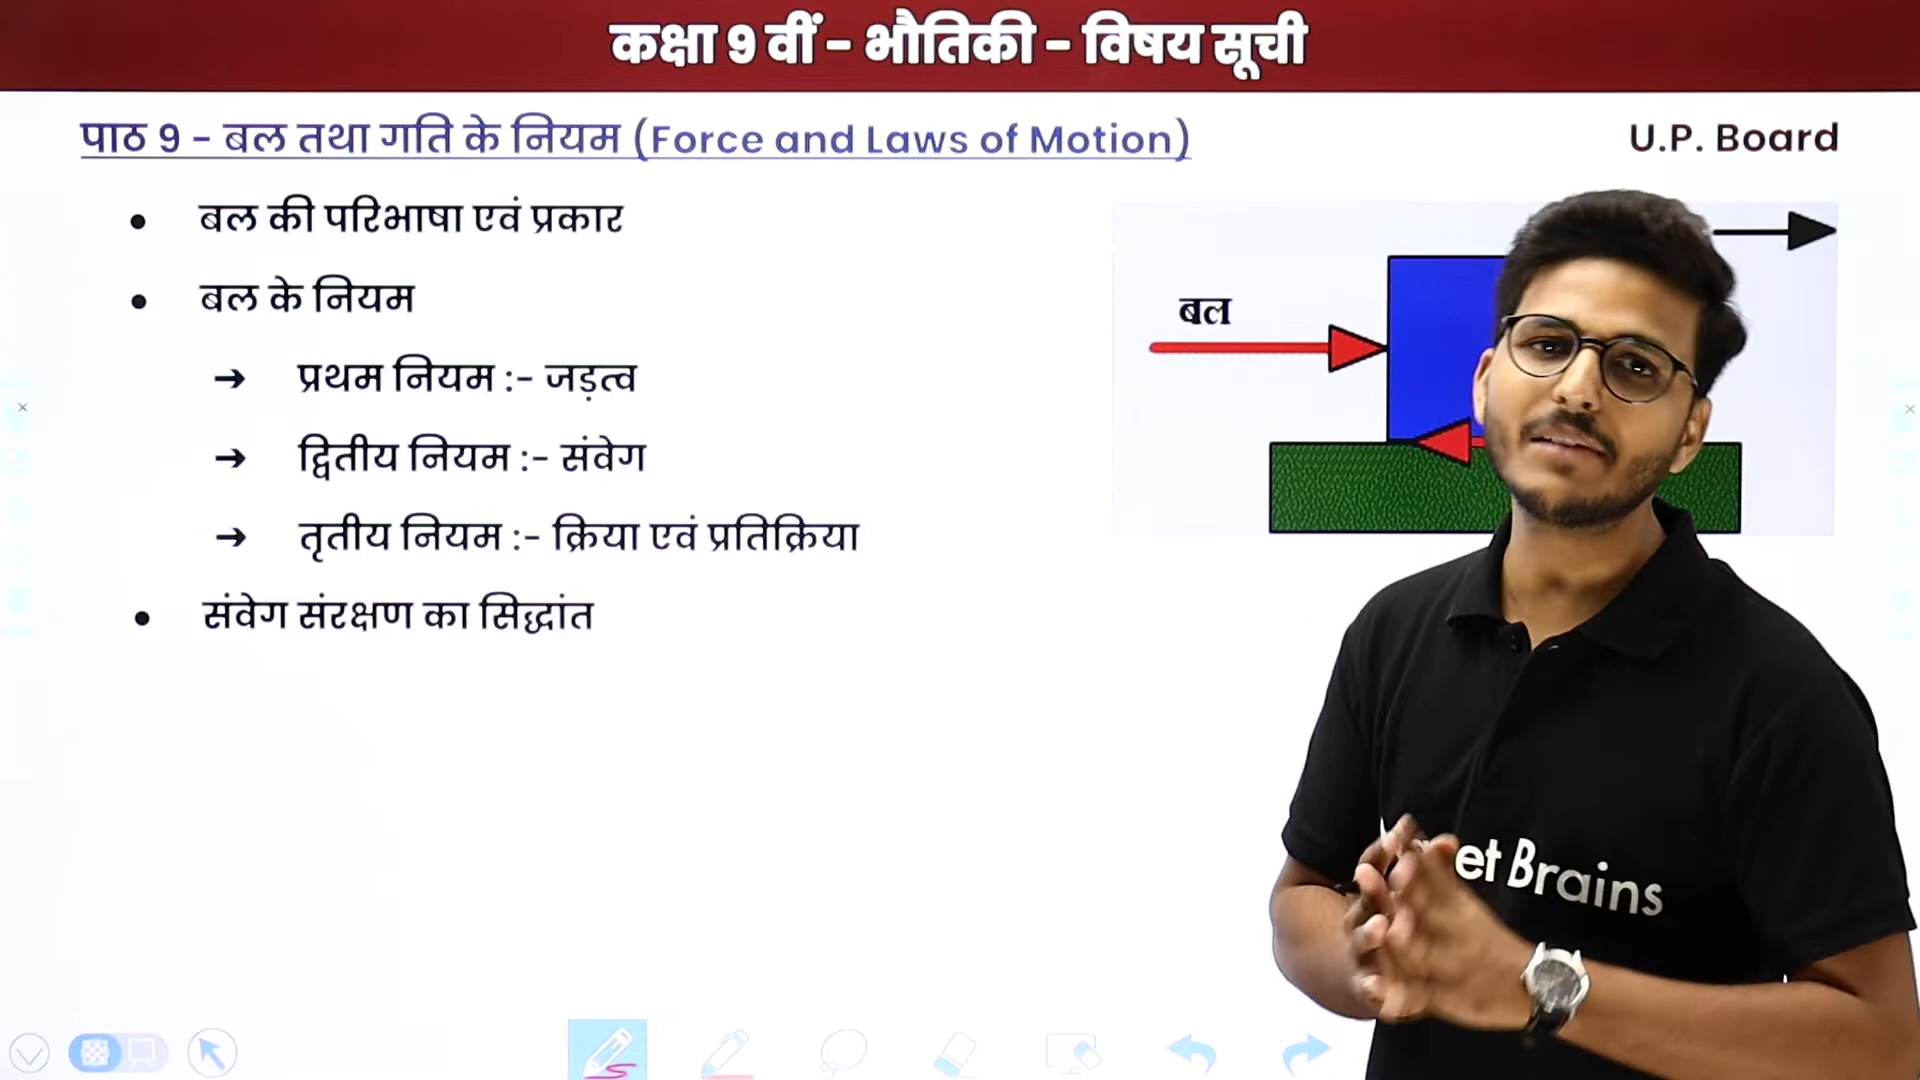 कक्षा 9 वीं - भौतिकी - विषय सूची
पाठ 9 - बल तथा गति के नियम (Force and Laws of Motion)
U.P. Board
• बल की परिभाषा एवं प्रकार
• बल के नियम
→ प्रथम नियम :- जड़त्व
→ द्वितीय नियम :- संवेग
→ तृतीय नियम :- क्रिया एवं प्रतिक्रिया
• संवेग संरक्षण का सिद्धांत
बल
et Brains